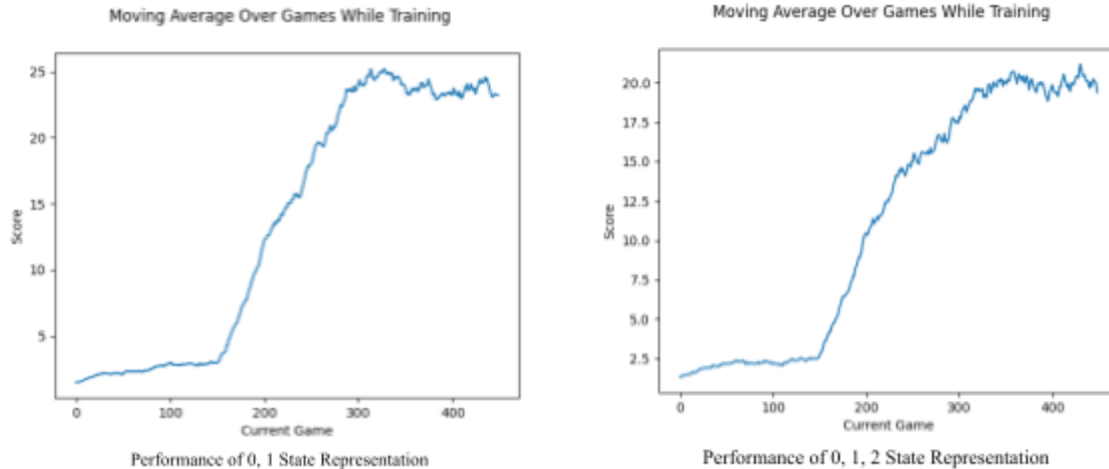 Moving Average Over Games While Training
25
20
15
10
5
Score
0
100
200
300
400
Current Game
Performance of 0, 1 State Representation
Moving Average Over Games While Training
20.0
17.5
15.0
12.5
10.0
7.5
5.0
2.5
Score
0
100
200
300
400
Current Game
Performance of 0, 1, 2 State Representation